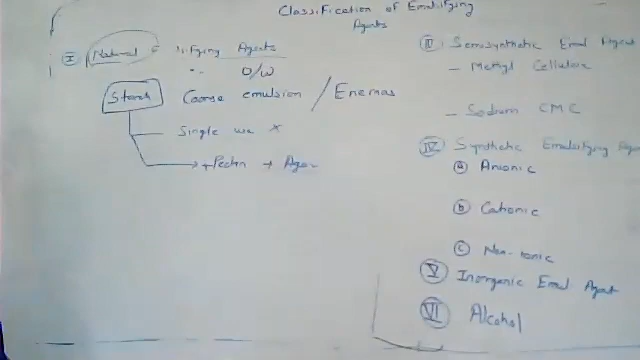 Classification of Emulsifying
Agents
I Natural Agents
O/W
Starch Coarse emulsion / Enemas
Single use ×
+ Pectin → Agar
III Semisynthetic Emul Agent
- Methyl Cellulose
- Sodium CMC
IV Synthetic Emulsifying Agen
a Anionic
b Cationic
c Non-ionic
V Inorganic Emul Agent
VI Alcohol